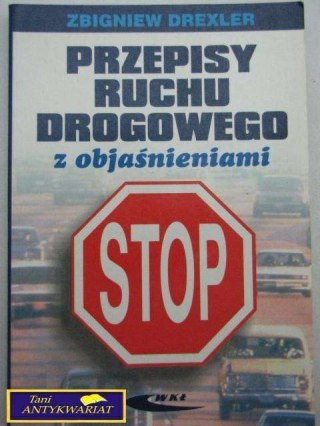 ZBIGNIEW DREXLER
PRZEPISY
RUCHU
DROGOWEGO
z objaśnieniami
STOP
WKŁ
Tani
ANTYKWARIAT